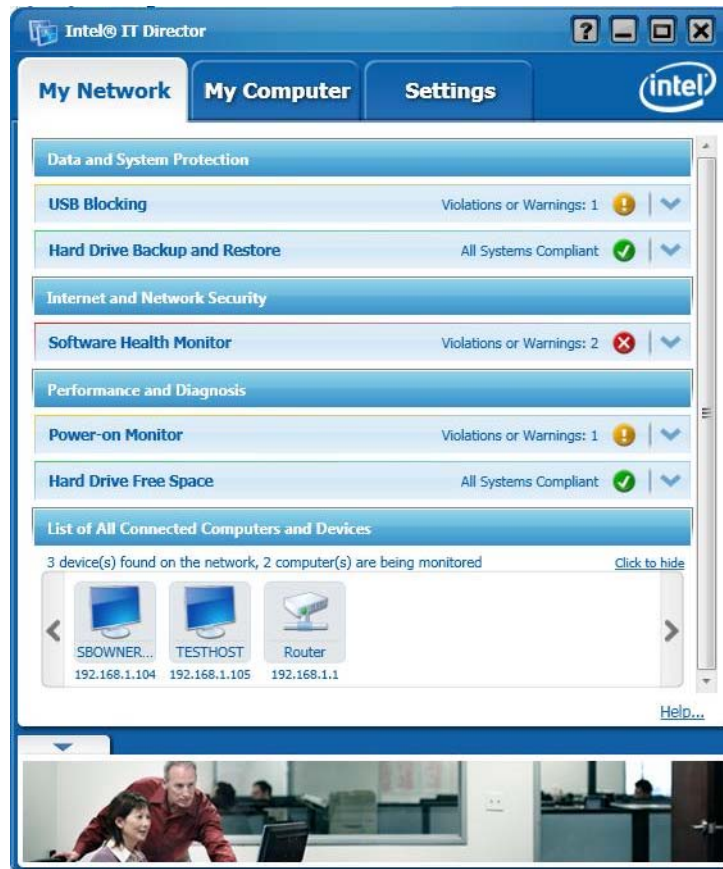 Intel® IT Director
?
My Network
My Computer
Settings
intel
Data and System Protection
USB Blocking
Violations or Warnings: 1
Hard Drive Backup and Restore
All Systems Compliant
Internet and Network Security
Software Health Monitor
Violations or Warnings: 2
Performance and Diagnosis
Power-on Monitor
Violations or Warnings: 1
Hard Drive Free Space
All Systems Compliant
List of All Connected Computers and Devices
3 device(s) found on the network, 2 computer(s) are being monitored
Click to hide
SBOWNER...
TESTHOST
Router
192.168.1.104
192.168.1.105
192.168.1.1
Help...